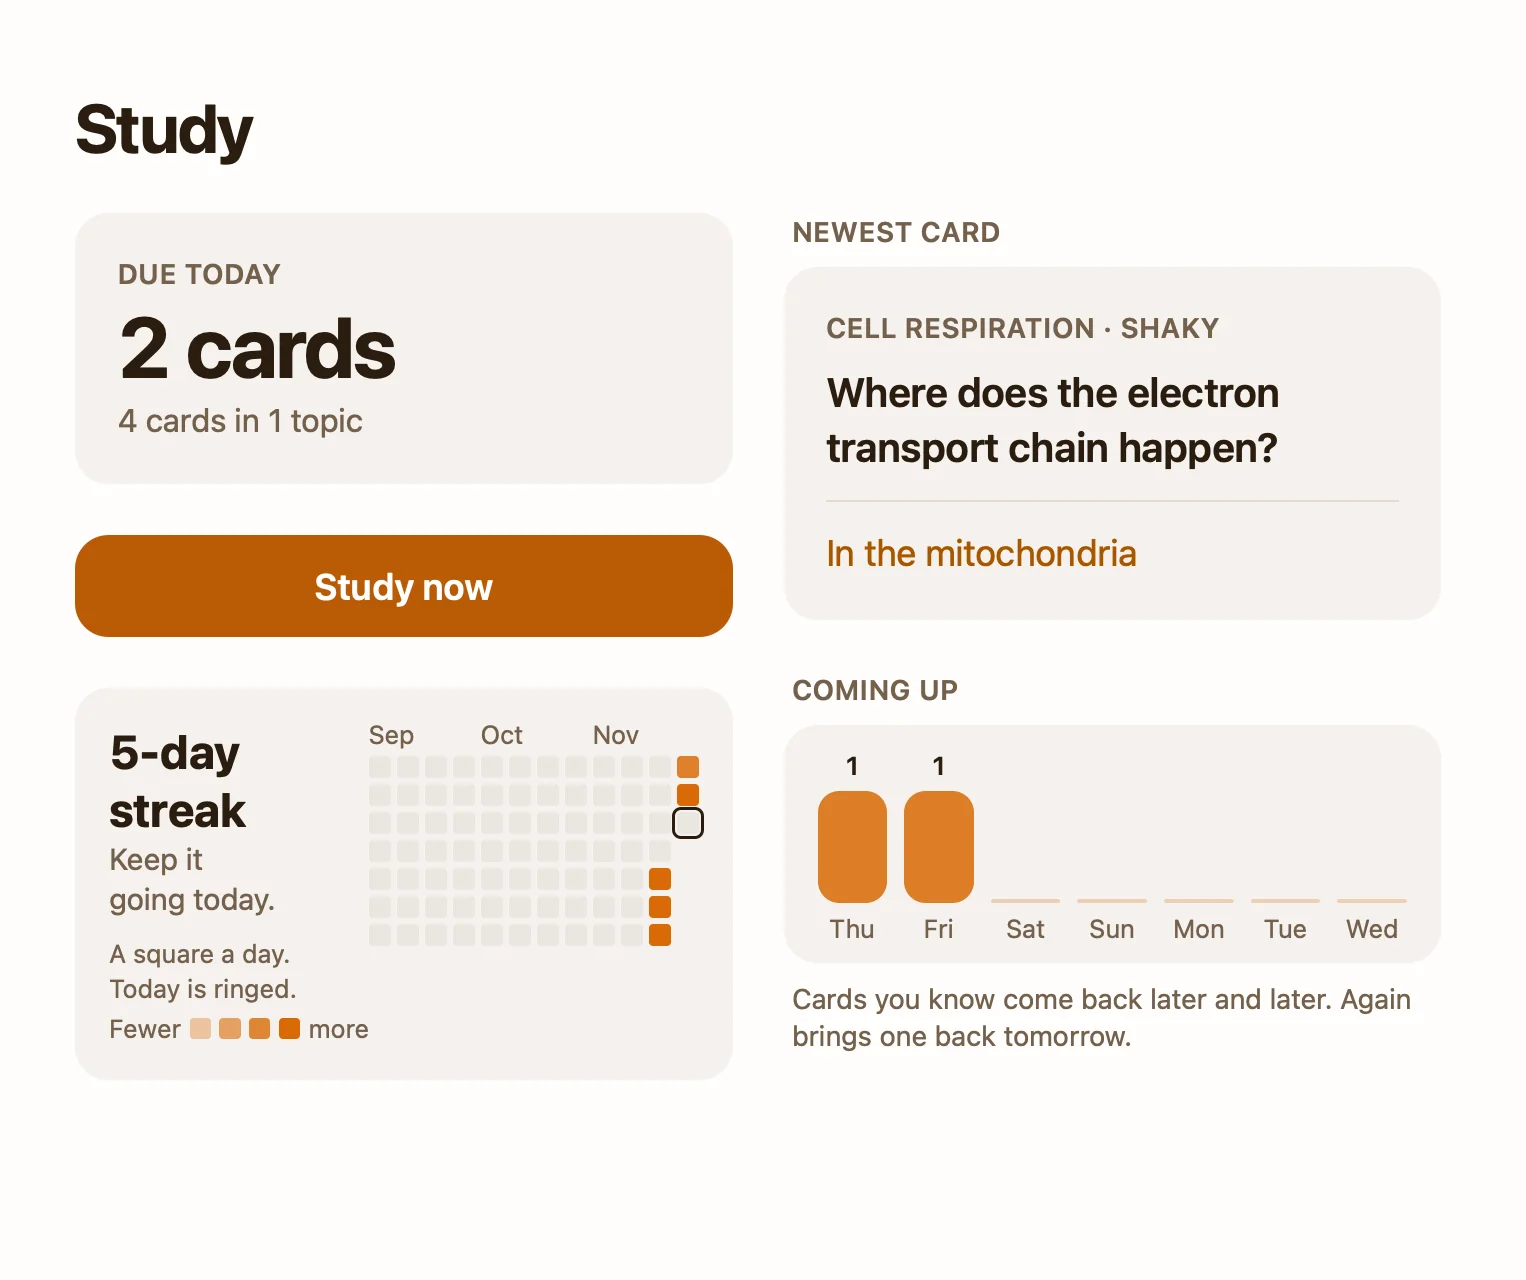 Study
DUE TODAY
2 cards
4 cards in 1 topic
Study now
5-day
streak
Keep it
going today.
A square a day.
Today is ringed.
Fewer more
Sep Oct Nov
NEWEST CARD
CELL RESPIRATION · SHAKY
Where does the electron
transport chain happen?
In the mitochondria
COMING UP
1 1
Thu Fri Sat Sun Mon Tue Wed
Cards you know come back later and later. Again
brings one back tomorrow.